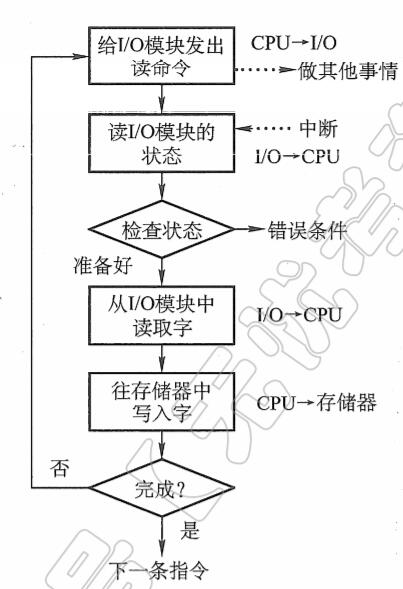 给I/O模块发出
读命令
CPU→I/O
做其他事情
读I/O模块的
状态
中断
I/O→CPU
检查状态
错误条件
准备好
从I/O模块中
读取字
I/O→CPU
往存储器中
写入字
CPU→存储器
否
完成？
是
下一条指令